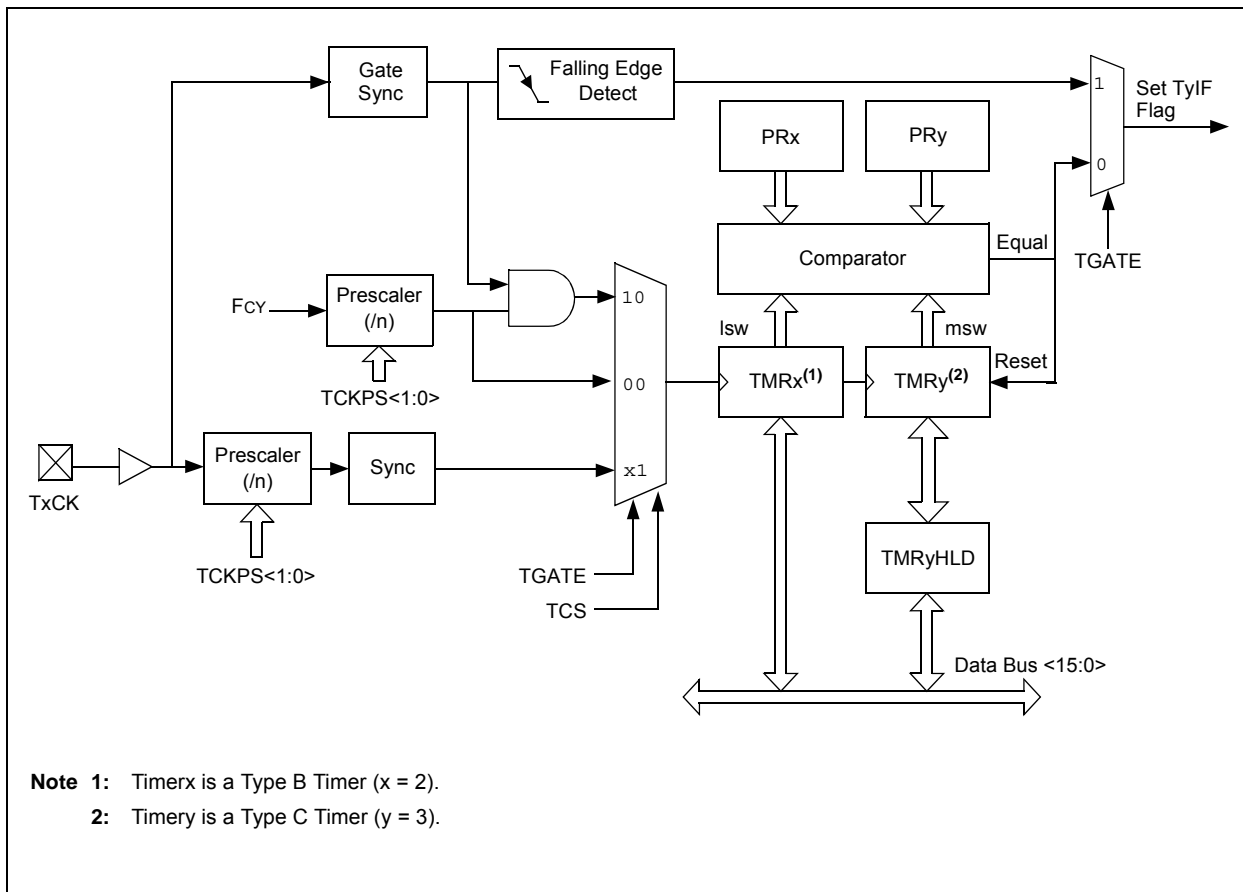 Gate
Sync
Falling Edge
Detect
1
Set TyIF
Flag
PRx
PRy
0
Equal
Comparator
TGATE
10
FCY
Prescaler
(/n)
lsw
msw
Reset
TMRx(1)
TMRy(2)
00
TCKPS<1:0>
Prescaler
(/n)
Sync
x1
TxCK
TMRyHLD
TGATE
TCKPS<1:0>
TCS
Data Bus <15:0>
Note 1: Timerx is a Type B Timer (x = 2).
2: Timery is a Type C Timer (y = 3).